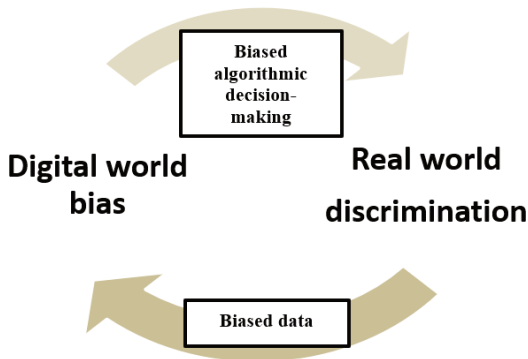 Biased
algorithmic
decision-
making
Digital world
bias
Real world
discrimination
Biased data